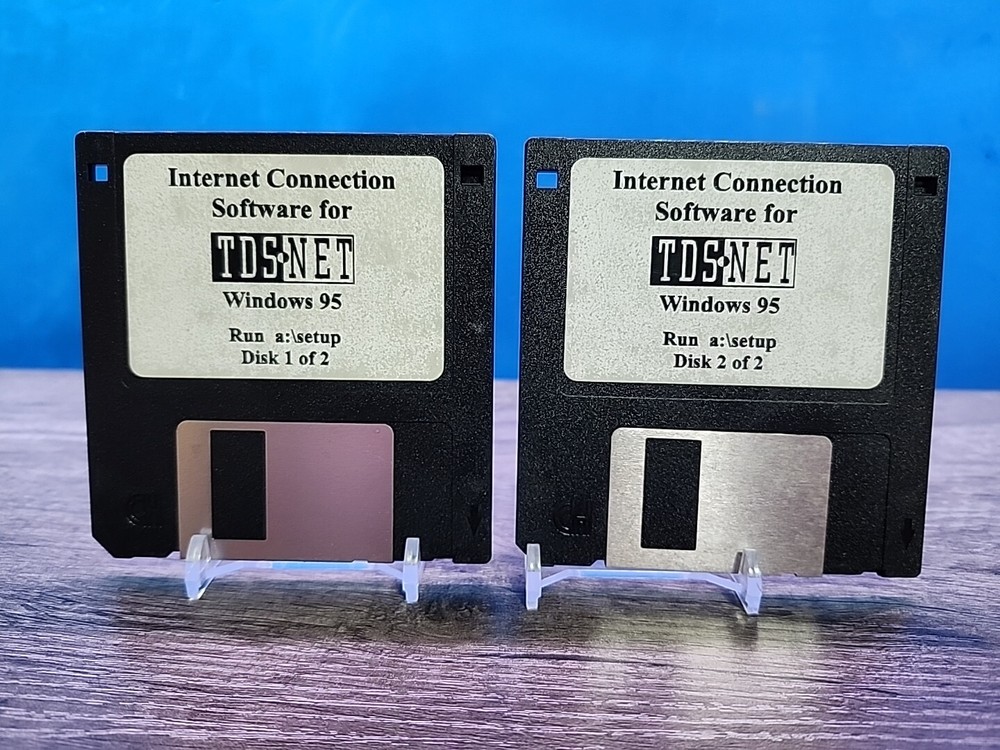 Internet Connection
Software for
TDS•NET
Windows 95
Run a:\setup
Disk 1 of 2
Internet Connection
Software for
TDS•NET
Windows 95
Run a:\setup
Disk 2 of 2